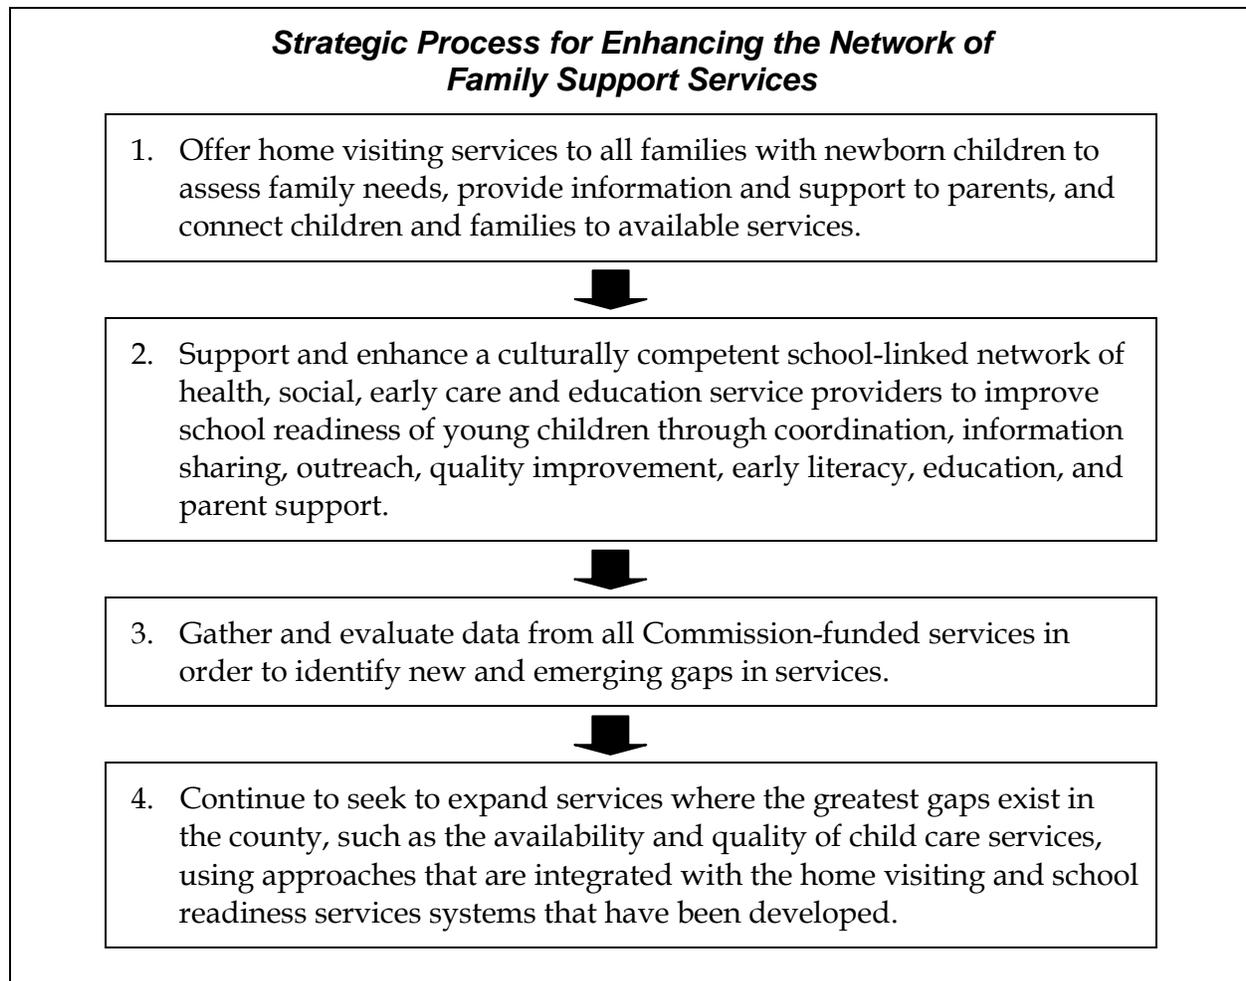 Strategic Process for Enhancing the Network of
Family Support Services
1. Offer home visiting services to all families with newborn children to
assess family needs, provide information and support to parents, and
connect children and families to available services.
2. Support and enhance a culturally competent school-linked network of
health, social, early care and education service providers to improve
school readiness of young children through coordination, information
sharing, outreach, quality improvement, early literacy, education, and
parent support.
3. Gather and evaluate data from all Commission-funded services in
order to identify new and emerging gaps in services.
4. Continue to seek to expand services where the greatest gaps exist in
the county, such as the availability and quality of child care services,
using approaches that are integrated with the home visiting and school
readiness services systems that have been developed.